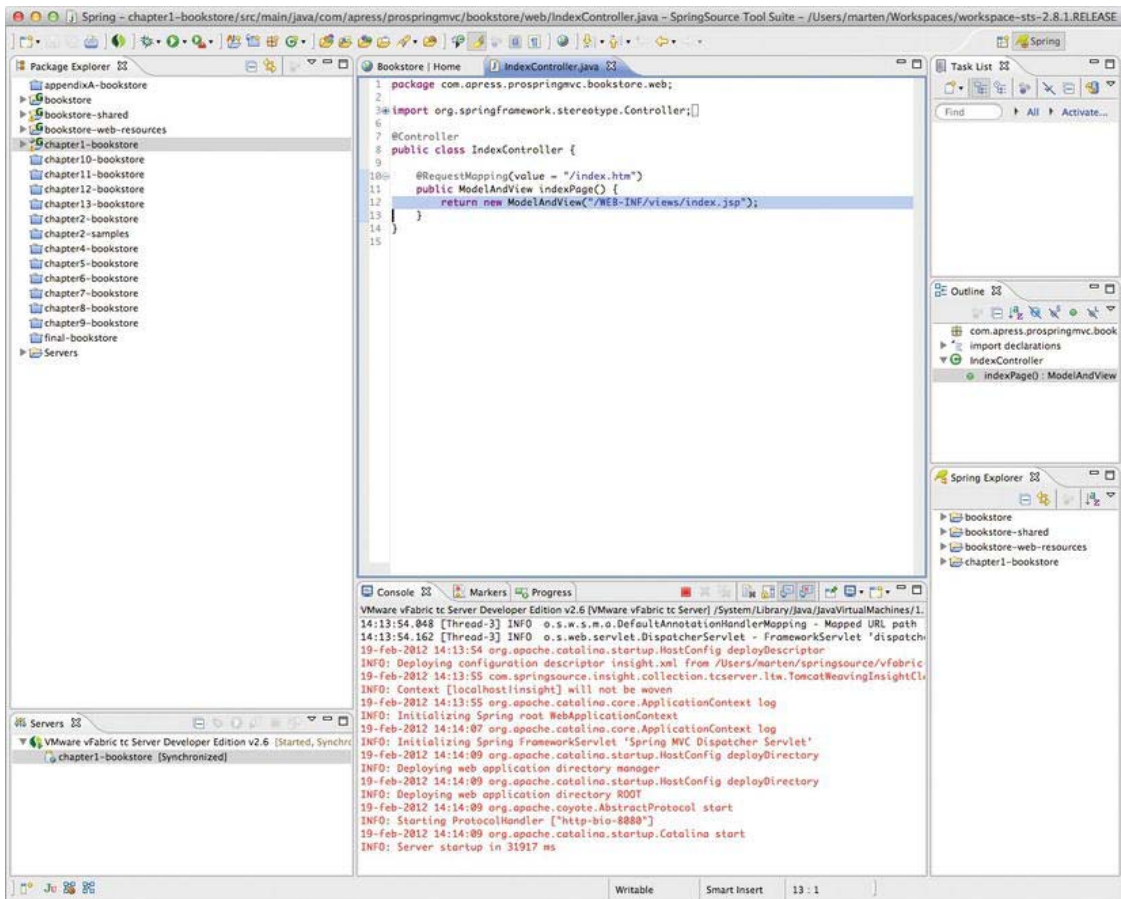 Spring - chapter1-bookstore/src/main/java/com/apress/prospringmvc/bookstore/web/IndexController.java - SpringSource Tool Suite - /Users/marten/Workspaces/workspace-sts-2.8.1.RELEASE
Spring
Package Explorer
appendixA-bookstore
bookstore
bookstore-shared
bookstore-web-resources
chapter1-bookstore
chapter10-bookstore
chapter11-bookstore
chapter12-bookstore
chapter13-bookstore
chapter2-bookstore
chapter2-samples
chapter4-bookstore
chapter5-bookstore
chapter6-bookstore
chapter7-bookstore
chapter8-bookstore
chapter9-bookstore
final-bookstore
Servers
Servers
VMware vFabric tc Server Developer Edition v2.6 [Started, Synchro
chapter1-bookstore [Synchronized]
Bookstore | Home
IndexController.java
1 package com.apress.prospringmvc.bookstore.web;
2
3 import org.springframework.stereotype.Controller;
6
7 @Controller
8 public class IndexController {
9
10 @RequestMapping(value = "/index.htm")
11 public ModelAndView indexPage() {
12 return new ModelAndView("/WEB-INF/views/index.jsp");
13 }
14 }
15
Console
Markers
Progress
VMware vFabric tc Server Developer Edition v2.6 [VMware vFabric tc Server] /System/Library/Java/JavaVirtualMachines/1.
14:13:54.048 [Thread-3] INFO o.s.w.s.m.a.DefaultAnnotationHandlerMapping - Mapped URL path
14:13:54.162 [Thread-3] INFO o.s.web.servlet.DispatcherServlet - FrameworkServlet 'dispatche
19-feb-2012 14:13:54 org.apache.catalina.startup.HostConfig deployDescriptor
INFO: Deploying configuration descriptor insight.xml from /Users/marten/springsource/vfabric-
19-feb-2012 14:13:55 com.springsource.insight.collection.tcserver.ltw.TomcatWeavingInsightCl
INFO: Context [localhost|insight] will not be woven
19-feb-2012 14:13:55 org.apache.catalina.core.ApplicationContext log
INFO: Initializing Spring root WebApplicationContext
19-feb-2012 14:14:07 org.apache.catalina.core.ApplicationContext log
INFO: Initializing Spring FrameworkServlet 'Spring MVC Dispatcher Servlet'
19-feb-2012 14:14:09 org.apache.catalina.startup.HostConfig deployDirectory
INFO: Deploying web application directory manager
19-feb-2012 14:14:09 org.apache.catalina.startup.HostConfig deployDirectory
INFO: Deploying web application directory ROOT
19-feb-2012 14:14:09 org.apache.coyote.AbstractProtocol start
INFO: Starting ProtocolHandler ["http-bio-8080"]
19-feb-2012 14:14:09 org.apache.catalina.startup.Catalina start
INFO: Server startup in 31917 ms
Task List
Find
All
Activate...
Outline
com.apress.prospringmvc.book
import declarations
IndexController
indexPage() : ModelAndView
Spring Explorer
bookstore
bookstore-shared
bookstore-web-resources
chapter1-bookstore
Writable
Smart Insert
13 : 1